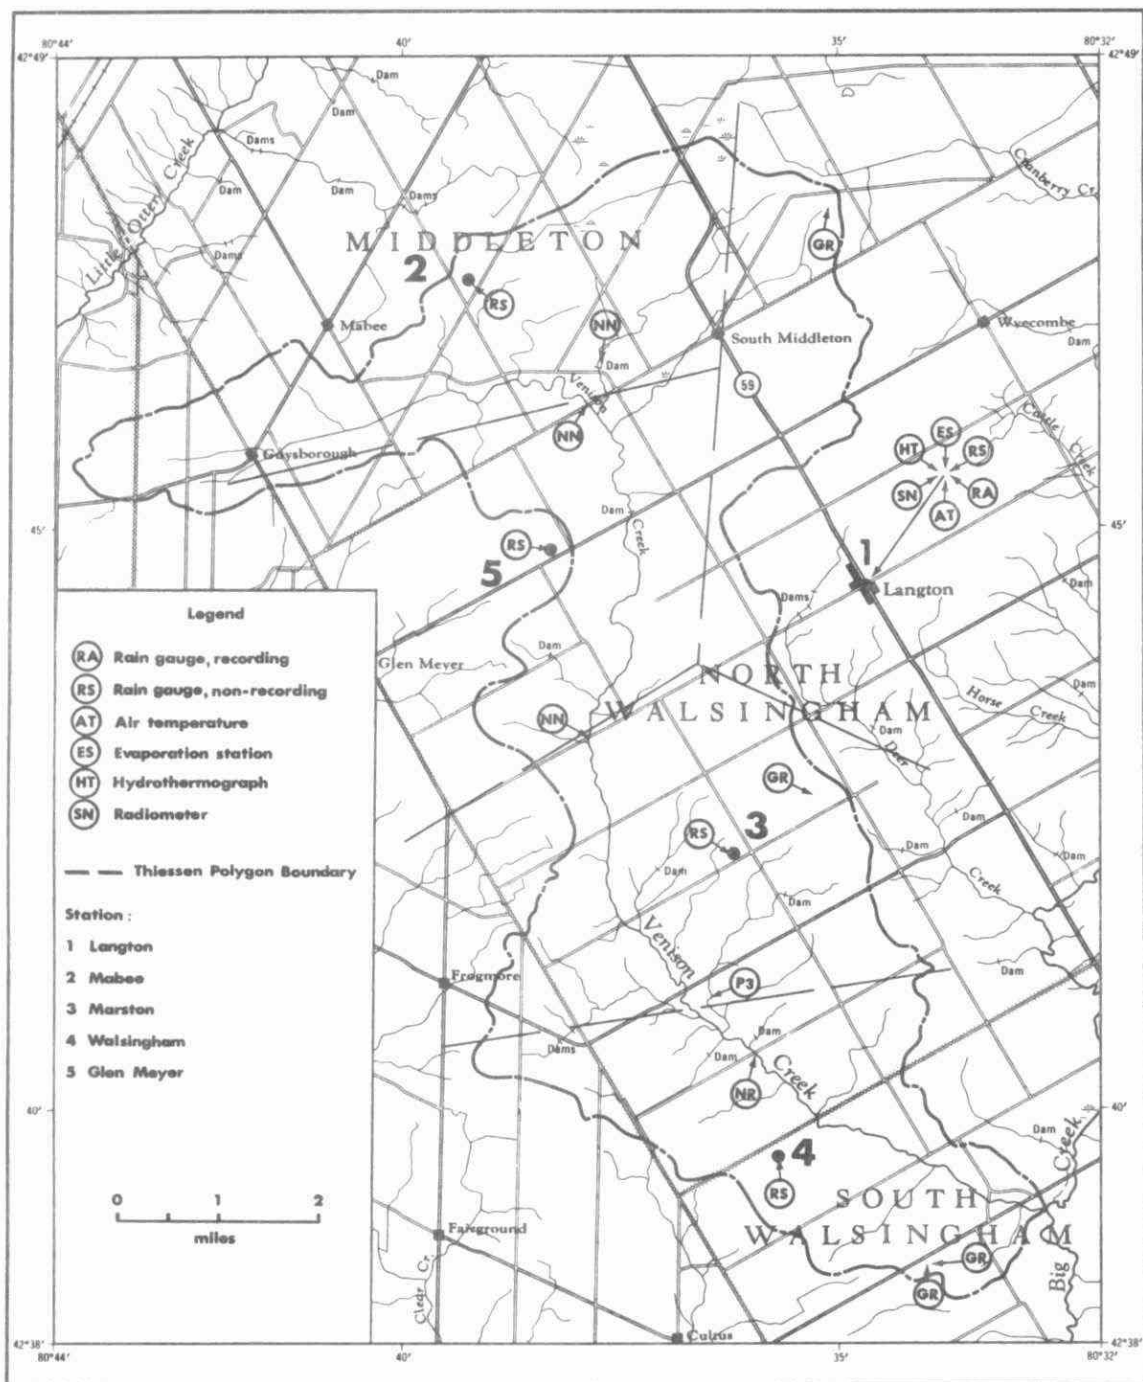 80°44'
40'
35'
80°32'
42°49'
42°49'
Dam
Dam
Dams
Dam
Dam
Dams
Dams
Little Otter Creek
Cranberry Cr.
MIDDLETON
GR
2
RS
NN
Mabee
Dam
South Middleton
Wyecombe
Dam
Venison
59
NN
Castle Creek
ES
HT
RS
SN
RA
AT
Guysborough
45'
45'
Dam
Creek
RS
5
1
Langton
Dam
Dams
Legend
RA Rain gauge, recording
RS Rain gauge, non-recording
AT Air temperature
ES Evaporation station
HT Hydrothermograph
SN Radiometer
Thiessen Polygon Boundary
Station :
1 Langton
2 Mabee
3 Marston
4 Walsingham
5 Glen Meyer
0 1 2
miles
Glen Meyer
Dam
NORTH
WALSINGHAM
Dam
Horse Creek
NN
Dam
Deer
GR
3
RS
Dam
Dam
Dam
Dam
Dam
Creek
Venison
Frogmore
Dam
P3
Dams
Dam
Dam
NR
Creek
40'
40'
Dam
Creek
4
RS
SOUTH
WALSINGHAM
Fairground
GR
GR
Big
Clear Cr.
Cultus
42°38'
42°38'
80°44'
40'
35'
80°32'